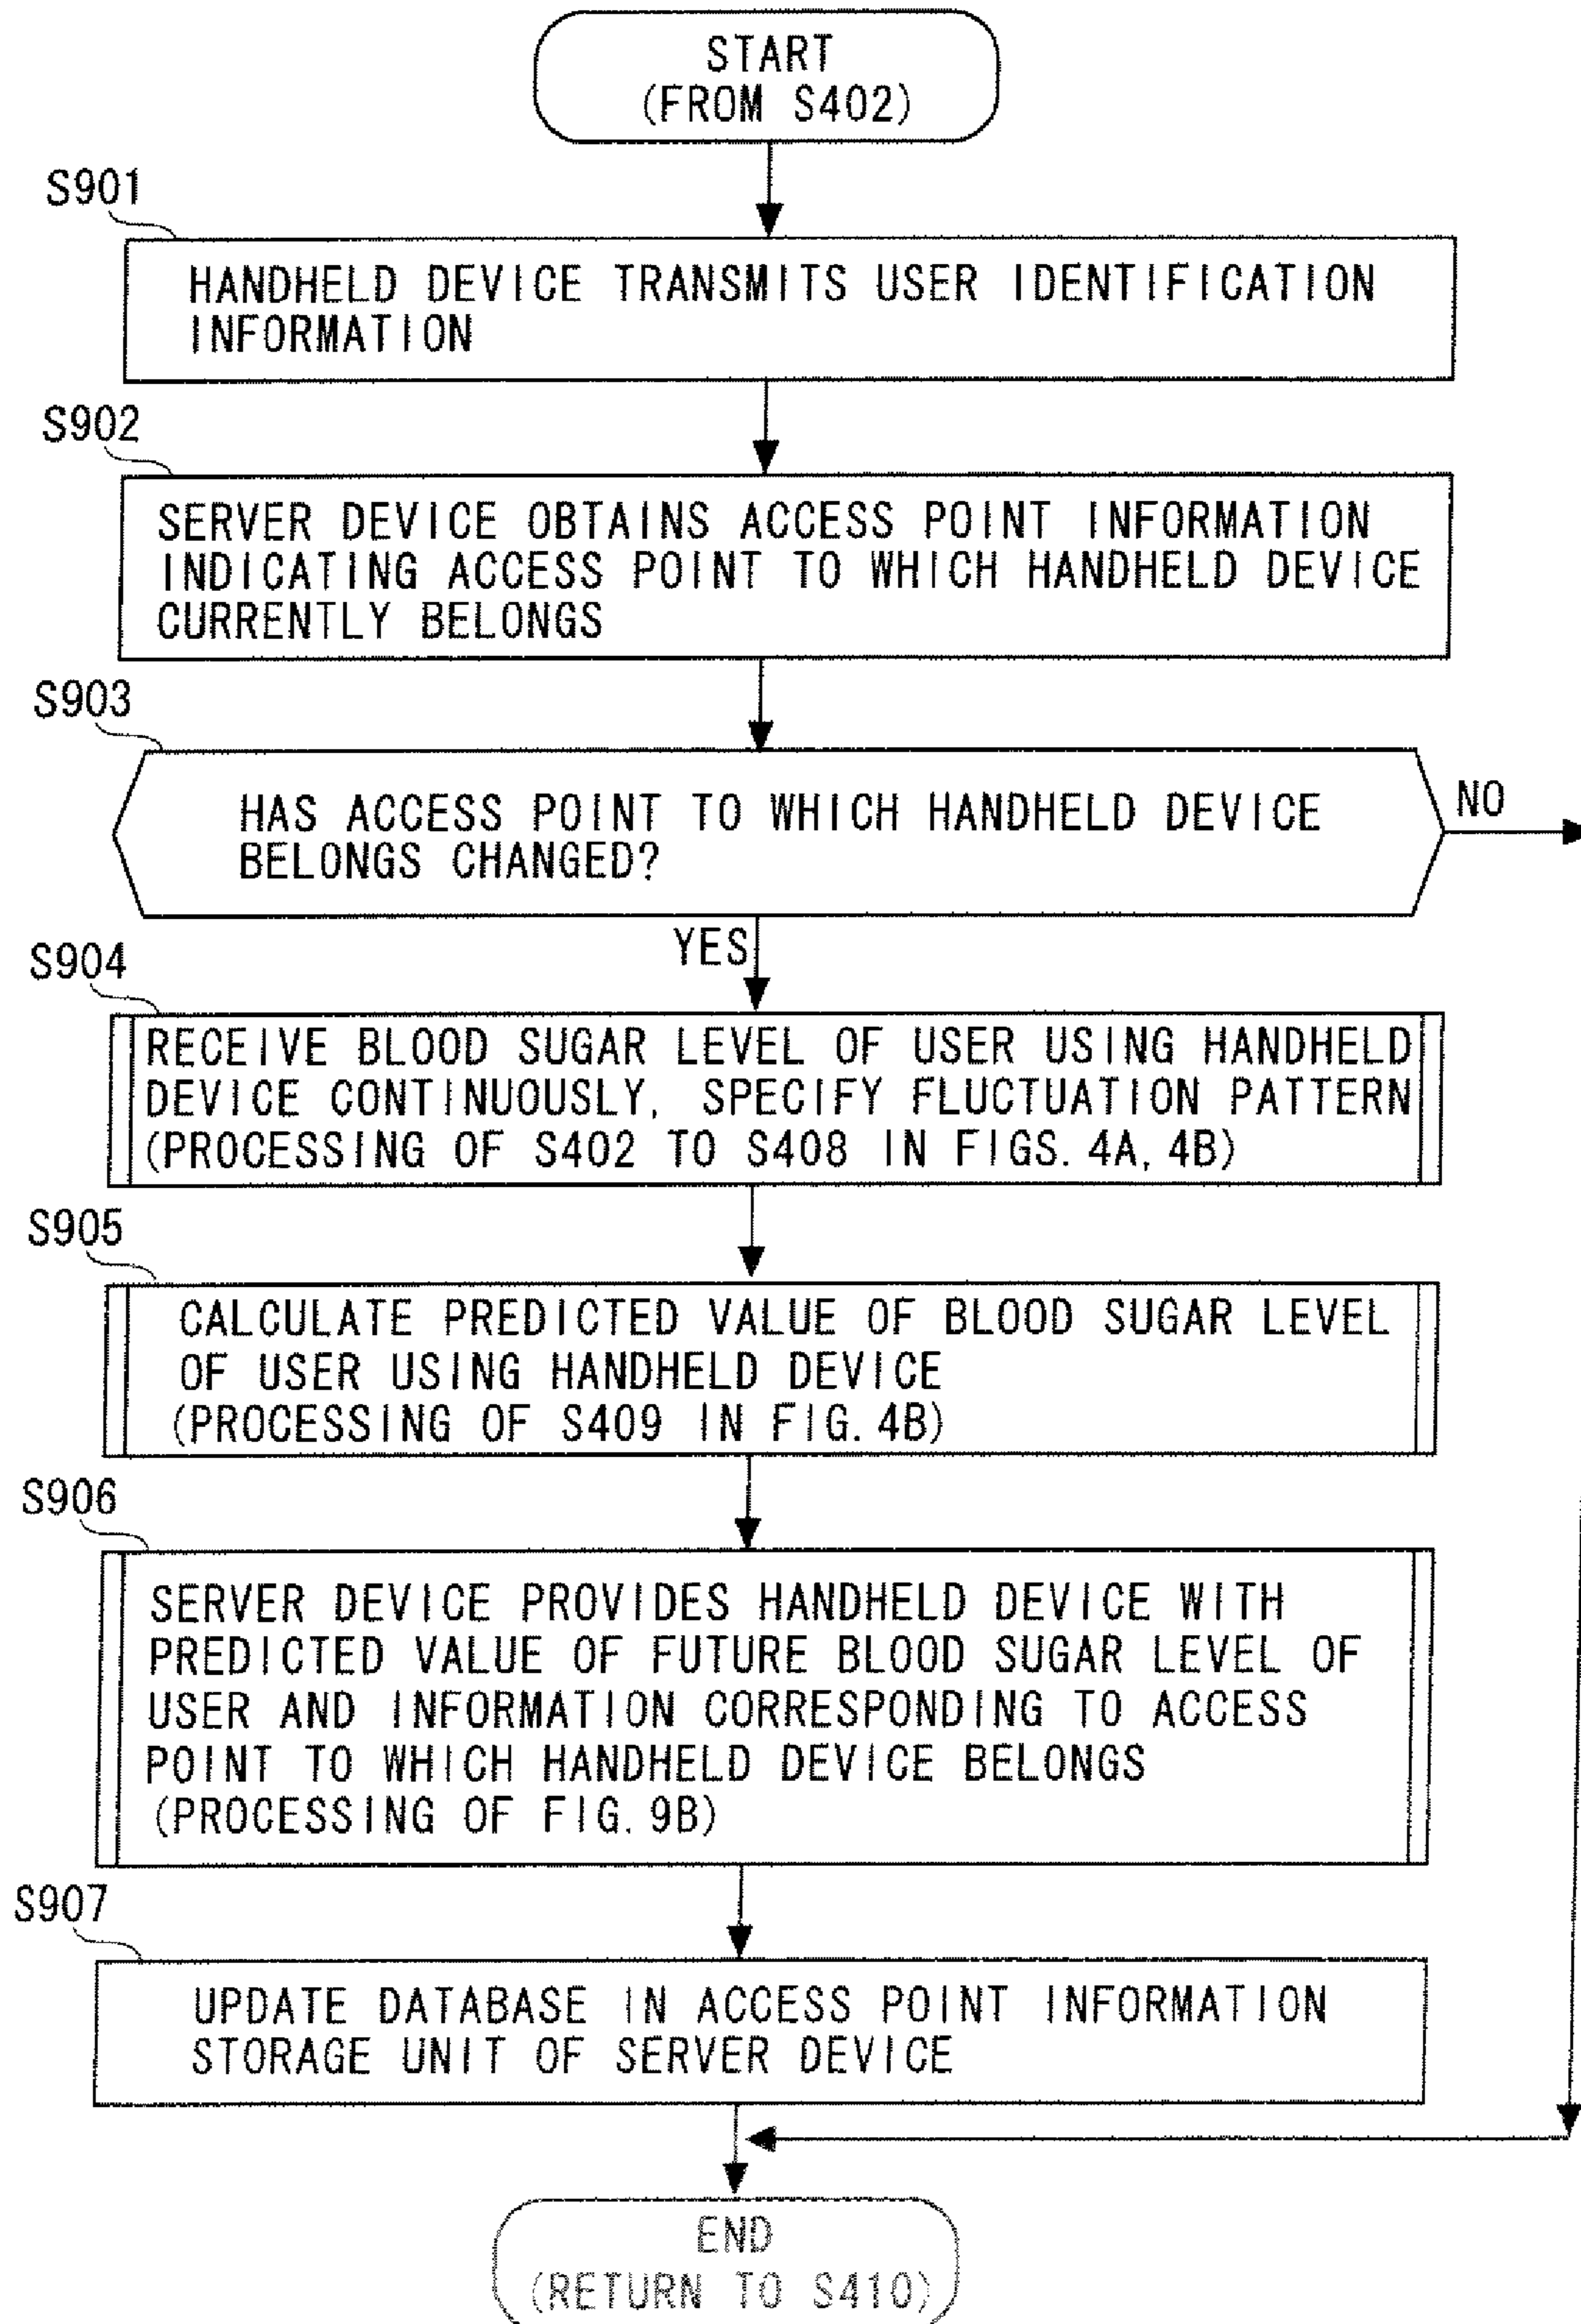 START
(FROM S402)
S901
HANDHELD DEVICE TRANSMITS USER IDENTIFICATION
INFORMATION
S902
SERVER DEVICE OBTAINS ACCESS POINT INFORMATION
INDICATING ACCESS POINT TO WHICH HANDHELD DEVICE
CURRENTLY BELONGS
S903
HAS ACCESS POINT TO WHICH HANDHELD DEVICE
BELONGS CHANGED?
NO
YES
S904
RECEIVE BLOOD SUGAR LEVEL OF USER USING HANDHELD
DEVICE CONTINUOUSLY, SPECIFY FLUCTUATION PATTERN
(PROCESSING OF S402 TO S408 IN FIGS. 4A, 4B)
S905
CALCULATE PREDICTED VALUE OF BLOOD SUGAR LEVEL
OF USER USING HANDHELD DEVICE
(PROCESSING OF S409 IN FIG. 4B)
S906
SERVER DEVICE PROVIDES HANDHELD DEVICE WITH
PREDICTED VALUE OF FUTURE BLOOD SUGAR LEVEL OF
USER AND INFORMATION CORRESPONDING TO ACCESS
POINT TO WHICH HANDHELD DEVICE BELONGS
(PROCESSING OF FIG. 9B)
S907
UPDATE DATABASE IN ACCESS POINT INFORMATION
STORAGE UNIT OF SERVER DEVICE
END
(RETURN TO S410)